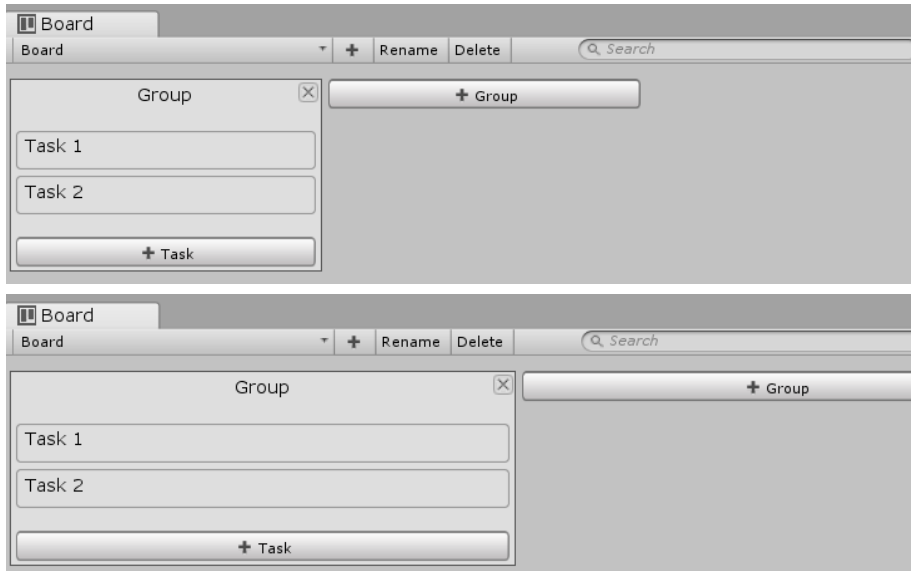 Board
Board + Rename Delete Search
Group + Group
Task 1
Task 2
+ Task
Board
Board + Rename Delete Search
Group + Group
Task 1
Task 2
+ Task